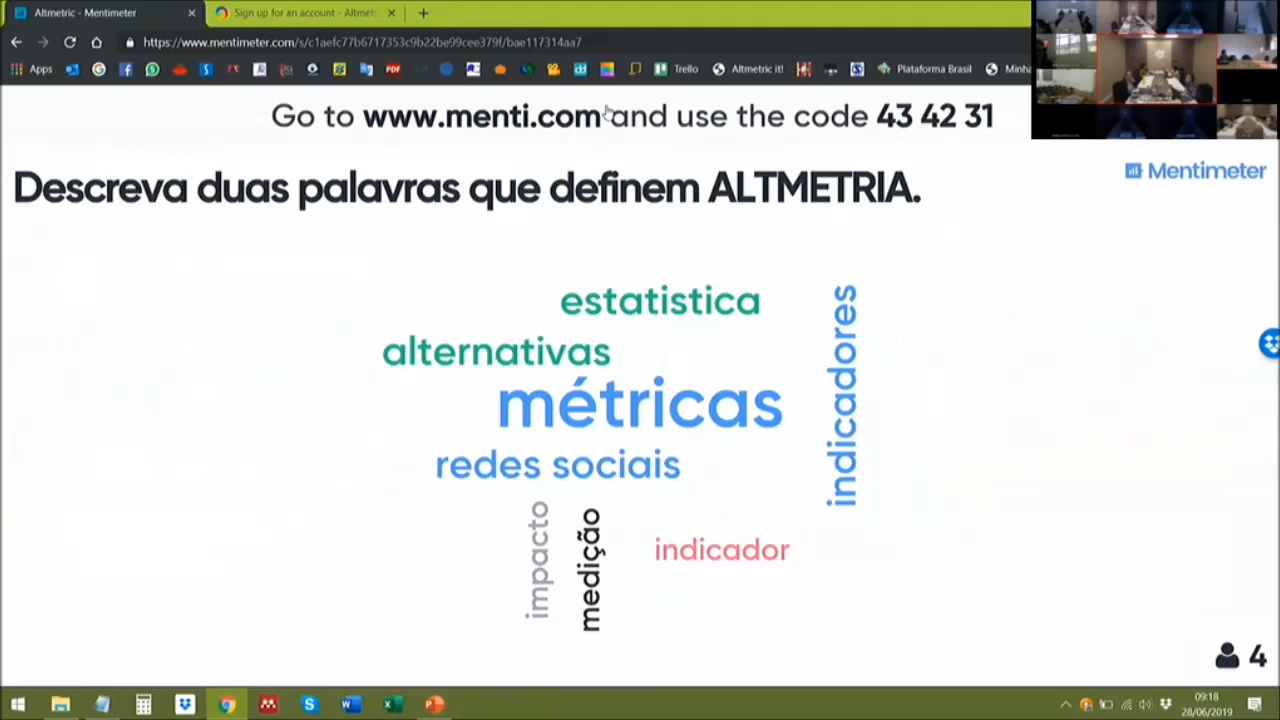 Altmetric - Mentimeter
Sign up for an account - Altmetr
https://www.mentimeter.com/s/c1aefc77b6717353c9b22be99cee379f/bae117314aa7
Apps
Trello
Altmetric it!
Plataforma Brasil
Minha
Go to www.menti.com and use the code 43 42 31
Mentimeter
Descreva duas palavras que definem ALTMETRIA.
estatistica
indicadores
alternativas
métricas
redes sociais
impacto
medição
indicador
4
09:18
28/06/2019